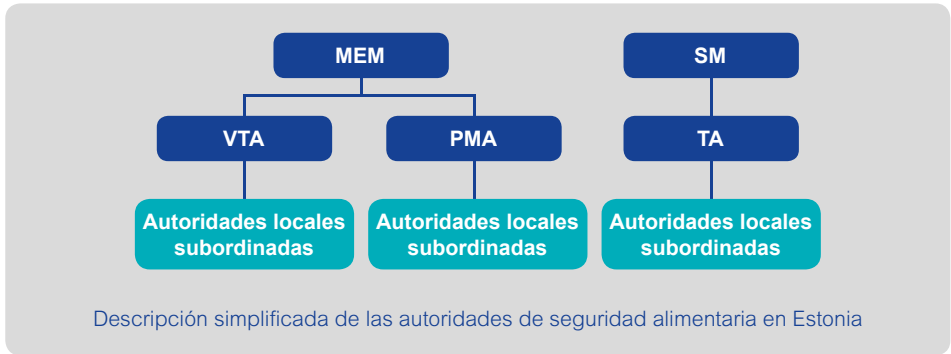 MEM
SM
VTA
PMA
TA
Autoridades locales
subordinadas
Autoridades locales
subordinadas
Autoridades locales
subordinadas
Descripción simplificada de las autoridades de seguridad alimentaria en Estonia